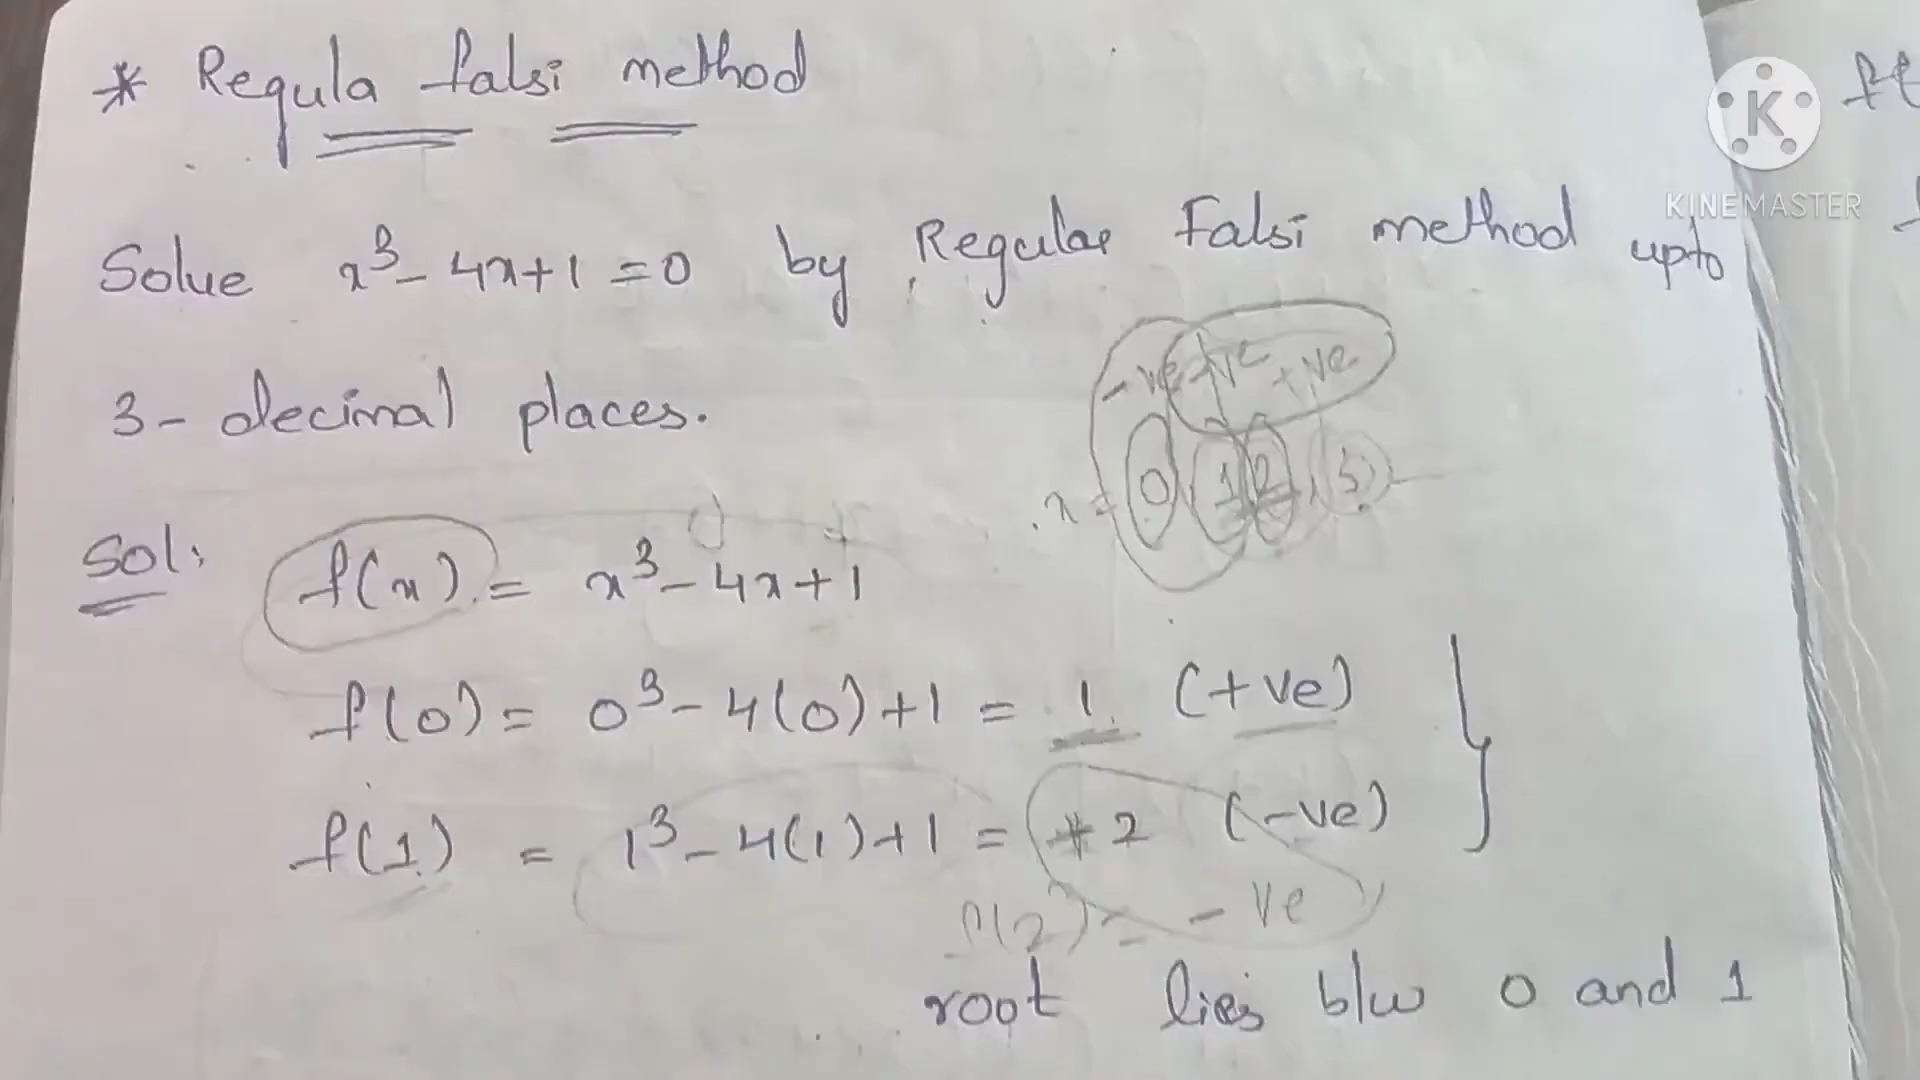 * Regula falsi method
Solve x³ - 4x + 1 = 0 by Regular Falsi method upto
3 - decimal places.
-ve +ve +ve
x = 0, 1, 2, 3
Sol: f(x) = x³ - 4x + 1
f(0) = 0³ - 4(0) + 1 = 1 (+ve)
f(1) = 1³ - 4(1) + 1 = 2 (-ve)
f(2) = -ve
root lies b/w 0 and 1
K
KINEMASTER